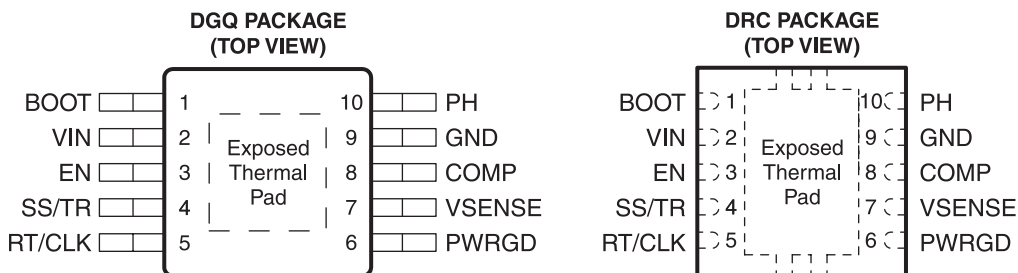 DGQ PACKAGE
(TOP VIEW)
BOOT 1 10 PH
VIN 2 9 GND
EN 3 8 COMP
SS/TR 4 7 VSENSE
RT/CLK 5 6 PWRGD
Exposed
Thermal
Pad
DRC PACKAGE
(TOP VIEW)
BOOT 1 10 PH
VIN 2 9 GND
EN 3 8 COMP
SS/TR 4 7 VSENSE
RT/CLK 5 6 PWRGD
Exposed
Thermal
Pad